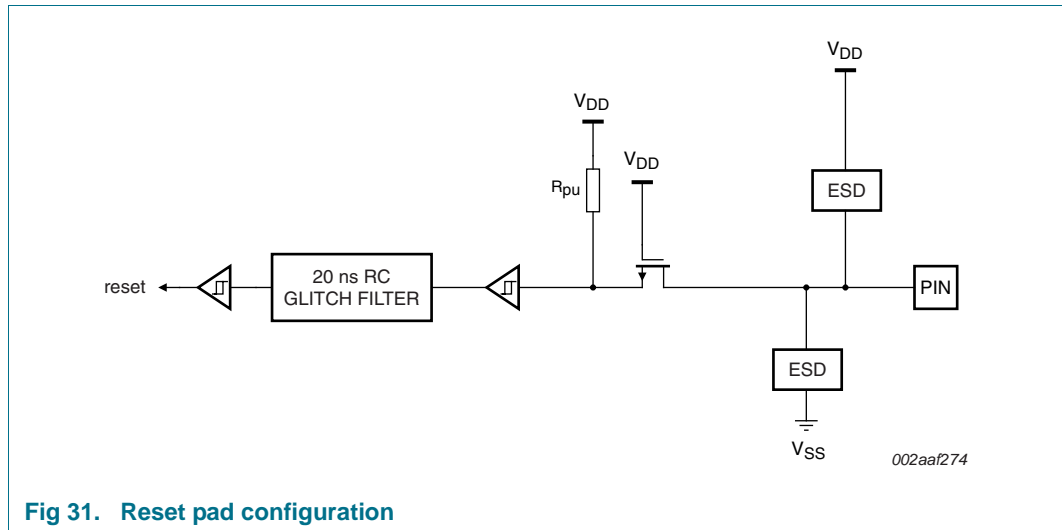 VDD
VDD
VDD
Rpu
ESD
reset
20 ns RC
GLITCH FILTER
PIN
ESD
VSS
002aaf274
Fig 31. Reset pad configuration